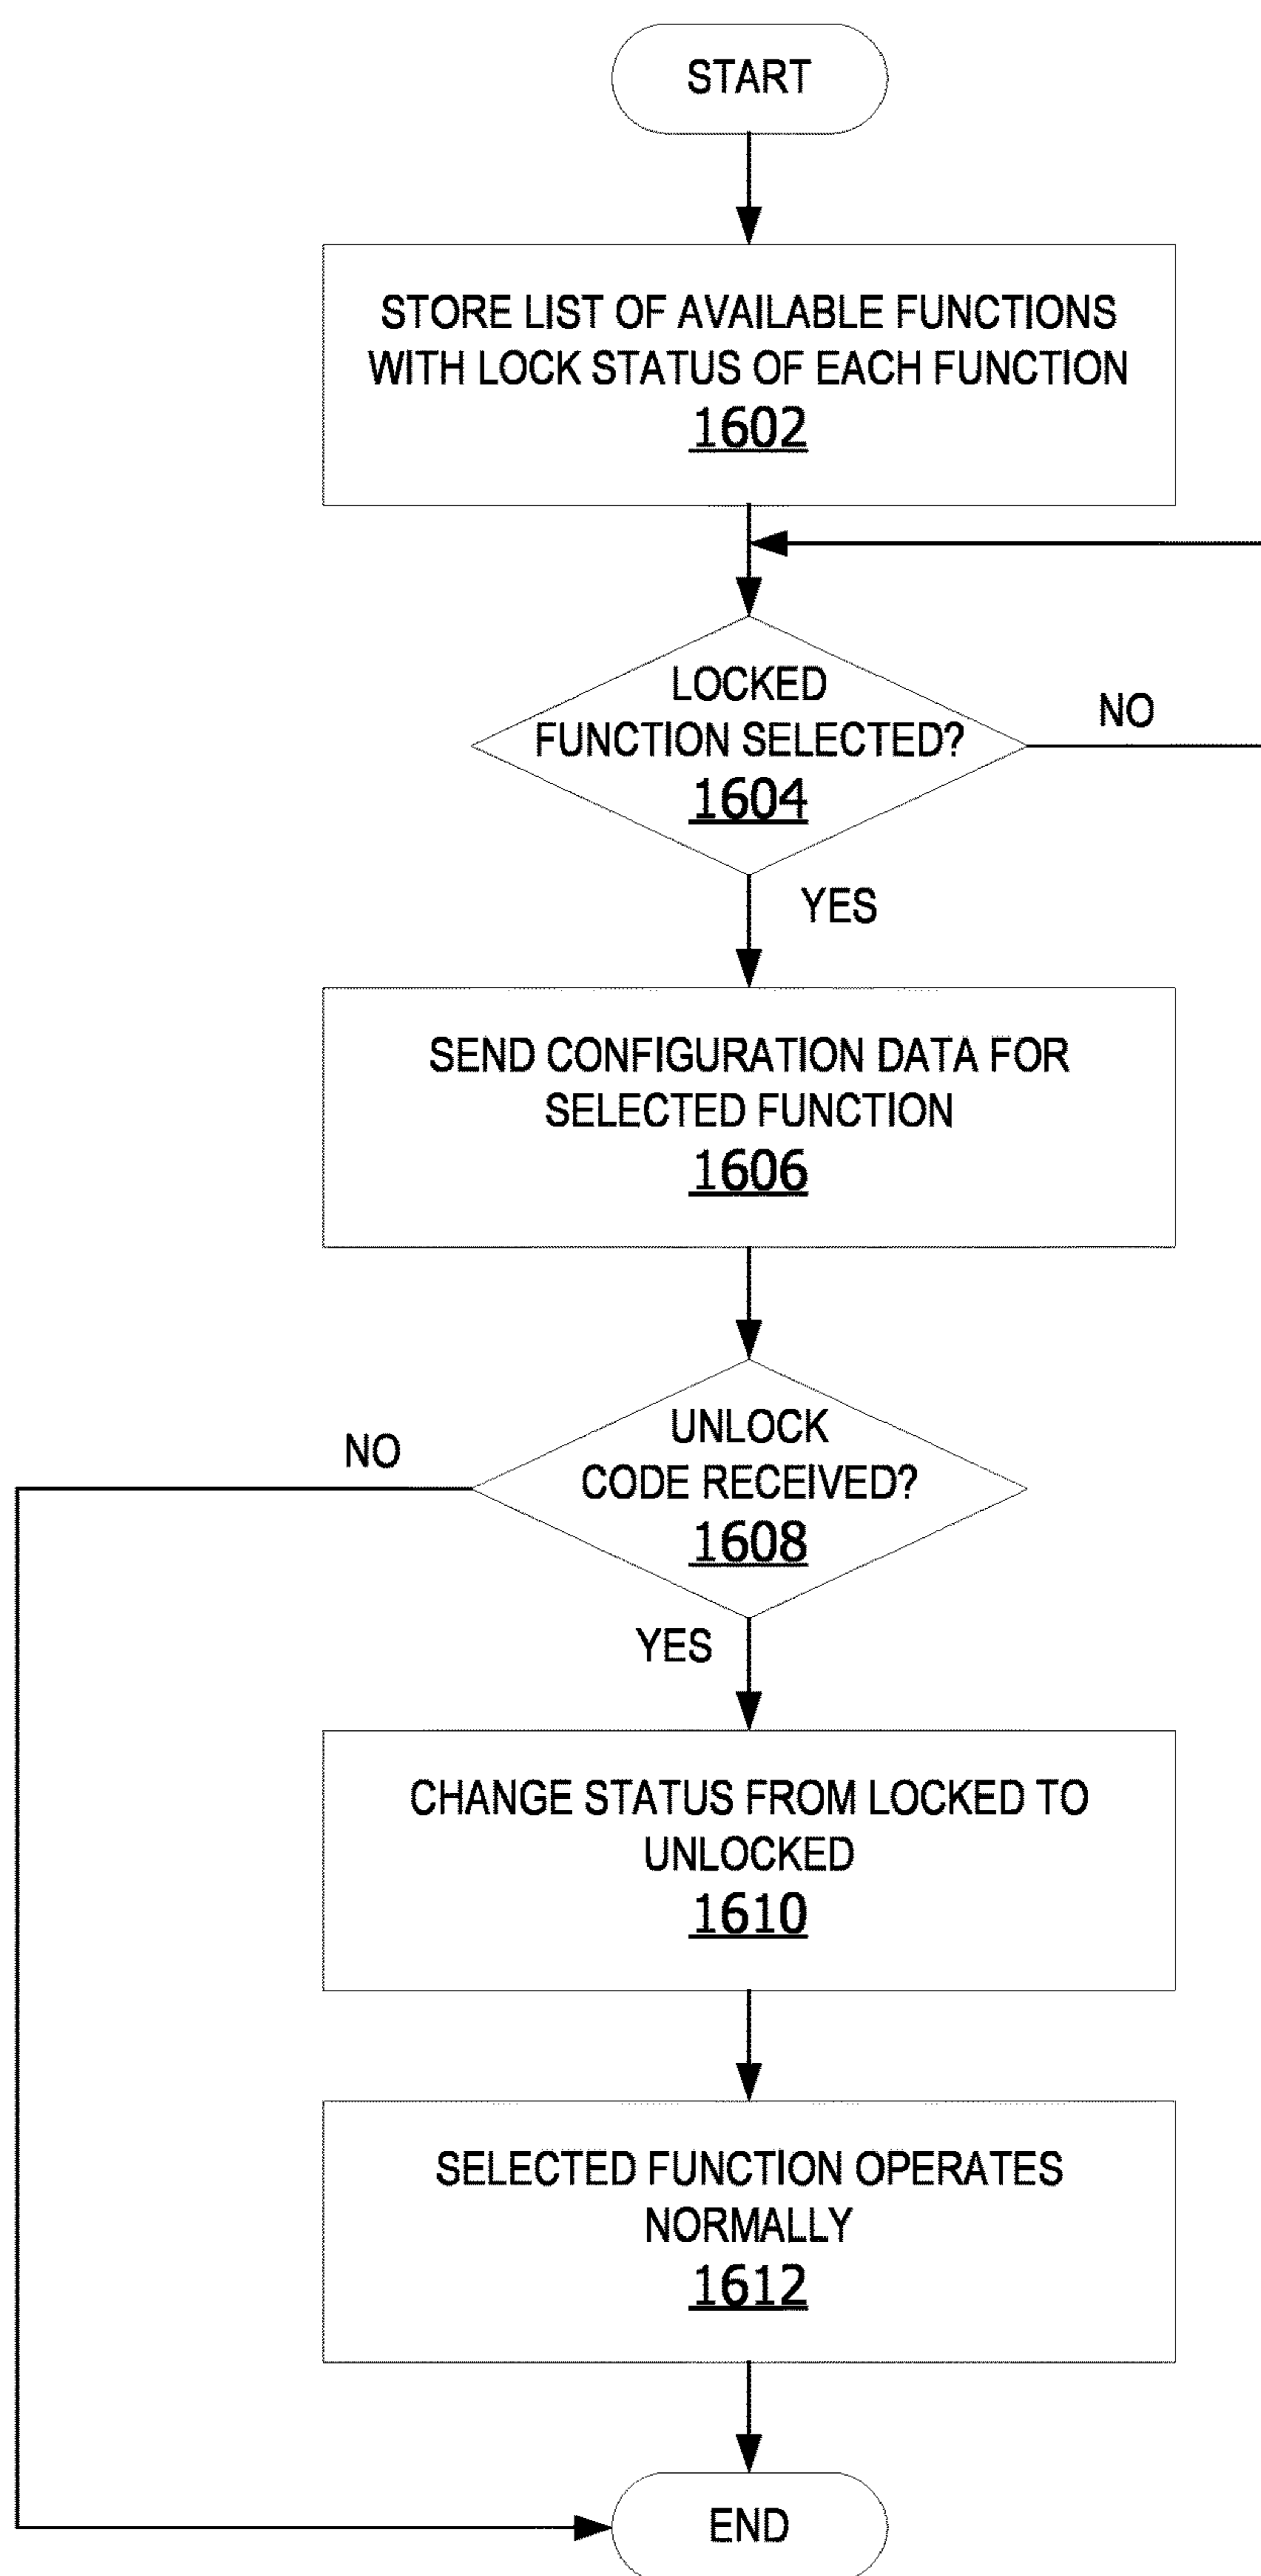 START
STORE LIST OF AVAILABLE FUNCTIONS
WITH LOCK STATUS OF EACH FUNCTION
1602
LOCKED
FUNCTION SELECTED?
1604
NO
YES
SEND CONFIGURATION DATA FOR
SELECTED FUNCTION
1606
UNLOCK
CODE RECEIVED?
1608
NO
YES
CHANGE STATUS FROM LOCKED TO
UNLOCKED
1610
SELECTED FUNCTION OPERATES
NORMALLY
1612
END